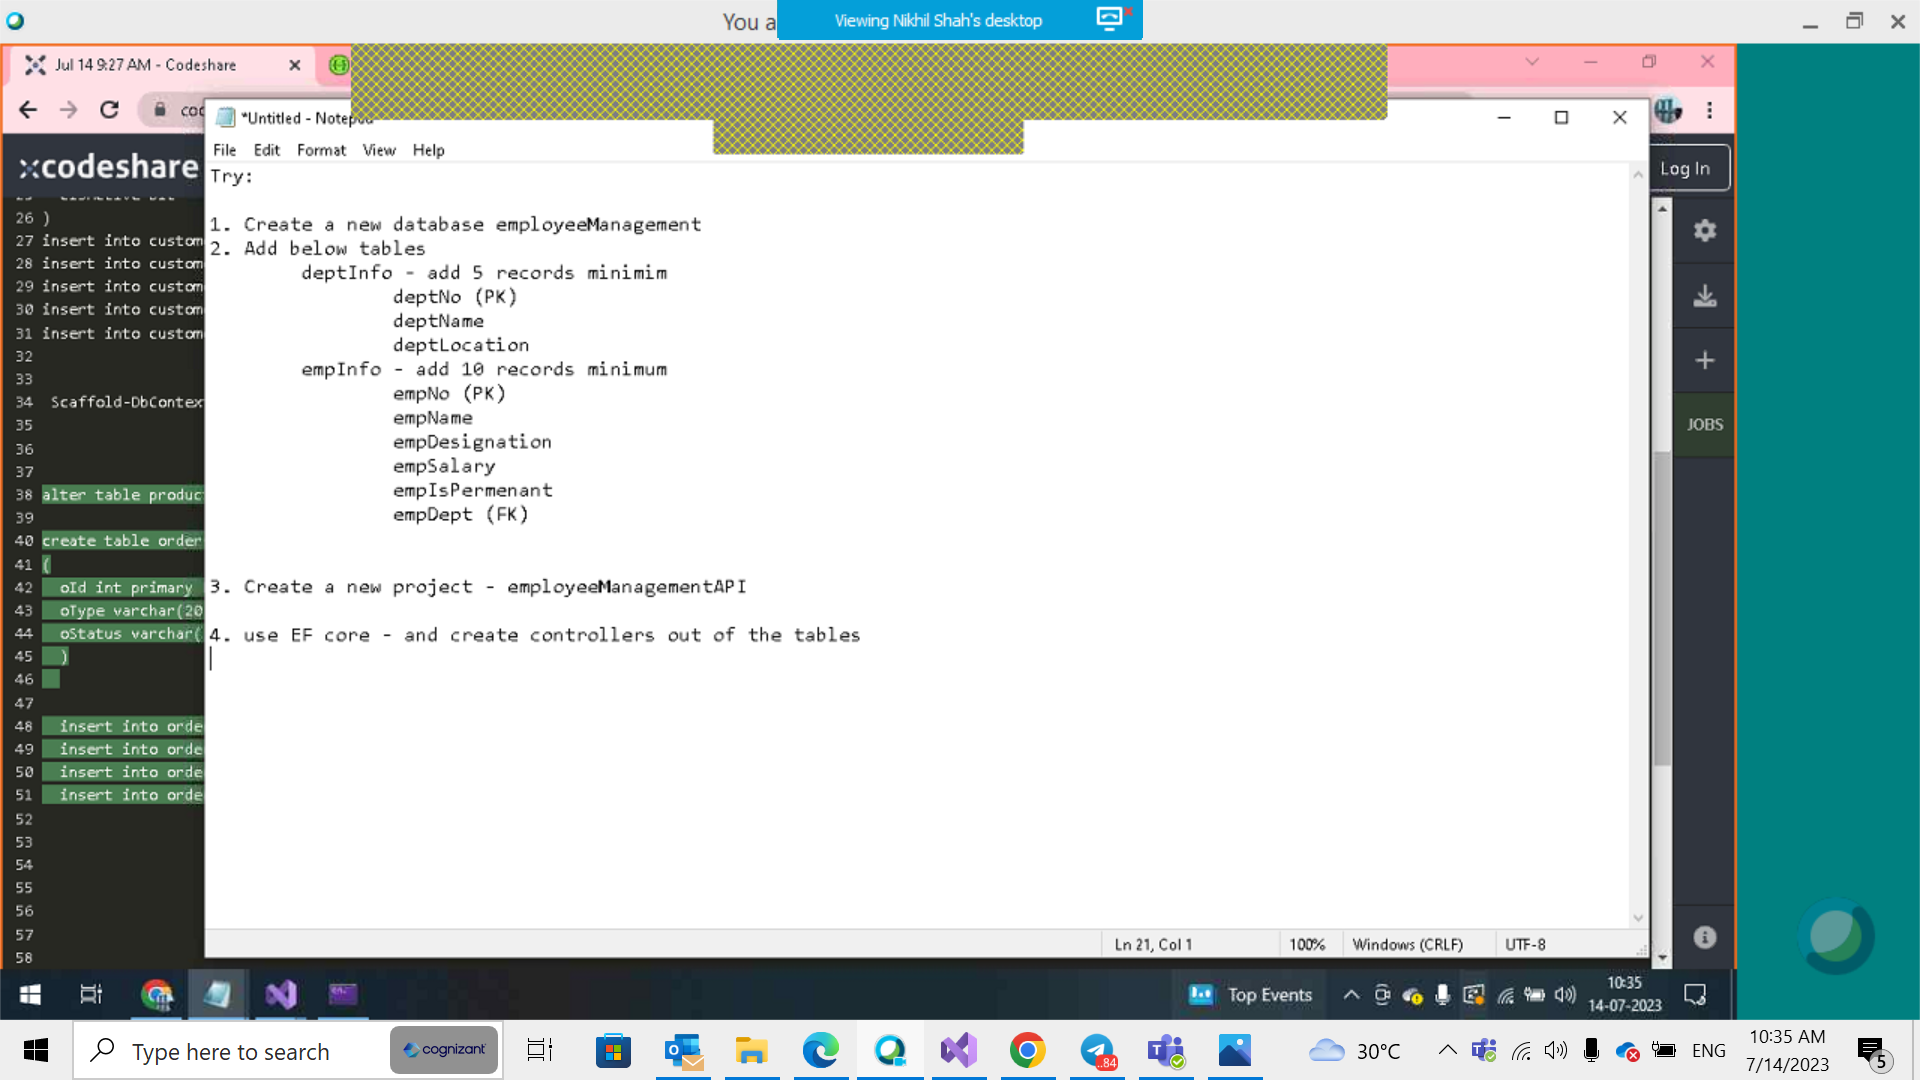 You a
Viewing Nikhil Shah's desktop
Jul 14 9:27 AM - Codeshare
*Untitled - Notepad
File Edit Format View Help
xcodeshare
Log In
Try:
1. Create a new database employeeManagement
2. Add below tables
deptInfo - add 5 records minimim
deptNo (PK)
deptName
deptLocation
empInfo - add 10 records minimum
empNo (PK)
empName
empDesignation
empSalary
empIsPermenant
empDept (FK)
3. Create a new project - employeeManagementAPI
4. use EF core - and create controllers out of the tables
26 )
27 insert into custom
28 insert into custom
29 insert into custom
30 insert into custom
31 insert into custom
32
33
34 Scaffold-DbContex
35
36
37
38 alter table produc
39
40 create table order
41 (
42 oId int primary
43 oType varchar(20
44 oStatus varchar(
45 )
46
47
48 insert into orde
49 insert into orde
50 insert into orde
51 insert into orde
52
53
54
55
56
57
58
JOBS
Ln 21, Col 1 100% Windows (CRLF) UTF-8
Top Events
10:35
14-07-2023
Type here to search
cognizant
84
30°C
ENG
10:35 AM
7/14/2023
5